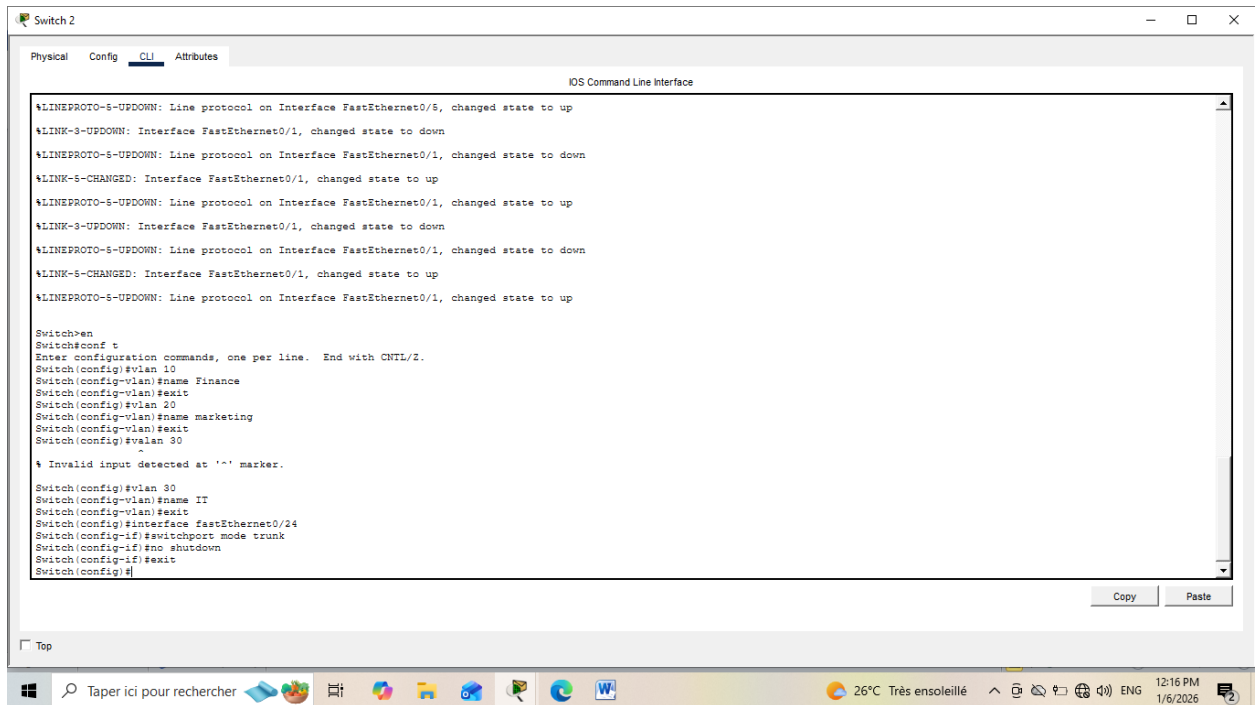 Switch 2
Physical Config CLI Attributes
IOS Command Line Interface
%LINEPROTO-5-UPDOWN: Line protocol on Interface FastEthernet0/5, changed state to up
%LINK-3-UPDOWN: Interface FastEthernet0/1, changed state to down
%LINEPROTO-5-UPDOWN: Line protocol on Interface FastEthernet0/1, changed state to down
%LINK-5-CHANGED: Interface FastEthernet0/1, changed state to up
%LINEPROTO-5-UPDOWN: Line protocol on Interface FastEthernet0/1, changed state to up
%LINK-3-UPDOWN: Interface FastEthernet0/1, changed state to down
%LINEPROTO-5-UPDOWN: Line protocol on Interface FastEthernet0/1, changed state to down
%LINK-5-CHANGED: Interface FastEthernet0/1, changed state to up
%LINEPROTO-5-UPDOWN: Line protocol on Interface FastEthernet0/1, changed state to up
Switch>en
Switch#conf t
Enter configuration commands, one per line. End with CNTL/Z.
Switch(config)#vlan 10
Switch(config-vlan)#name Finance
Switch(config-vlan)#exit
Switch(config)#vlan 20
Switch(config-vlan)#name marketing
Switch(config-vlan)#exit
Switch(config)#valan 30
^
% Invalid input detected at '^' marker.
Switch(config)#vlan 30
Switch(config-vlan)#name IT
Switch(config-vlan)#exit
Switch(config)#interface fastEthernet0/24
Switch(config-if)#switchport mode trunk
Switch(config-if)#no shutdown
Switch(config-if)#exit
Switch(config)#
Copy Paste
Top
Taper ici pour rechercher
26°C Très ensoleillé
ENG
12:16 PM
1/6/2026
2